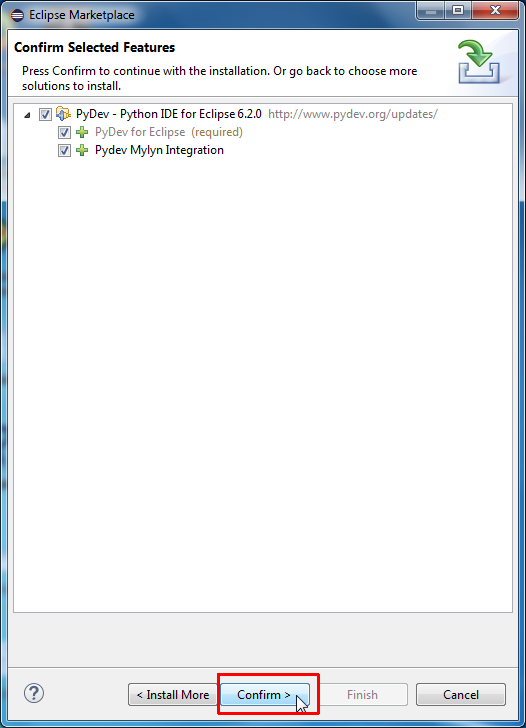 Eclipse Marketplace
Confirm Selected Features
Press Confirm to continue with the installation. Or go back to choose more
solutions to install.
PyDev - Python IDE for Eclipse 6.2.0 http://www.pydev.org/updates/
PyDev for Eclipse (required)
Pydev Mylyn Integration
? < Install More Confirm > Finish Cancel